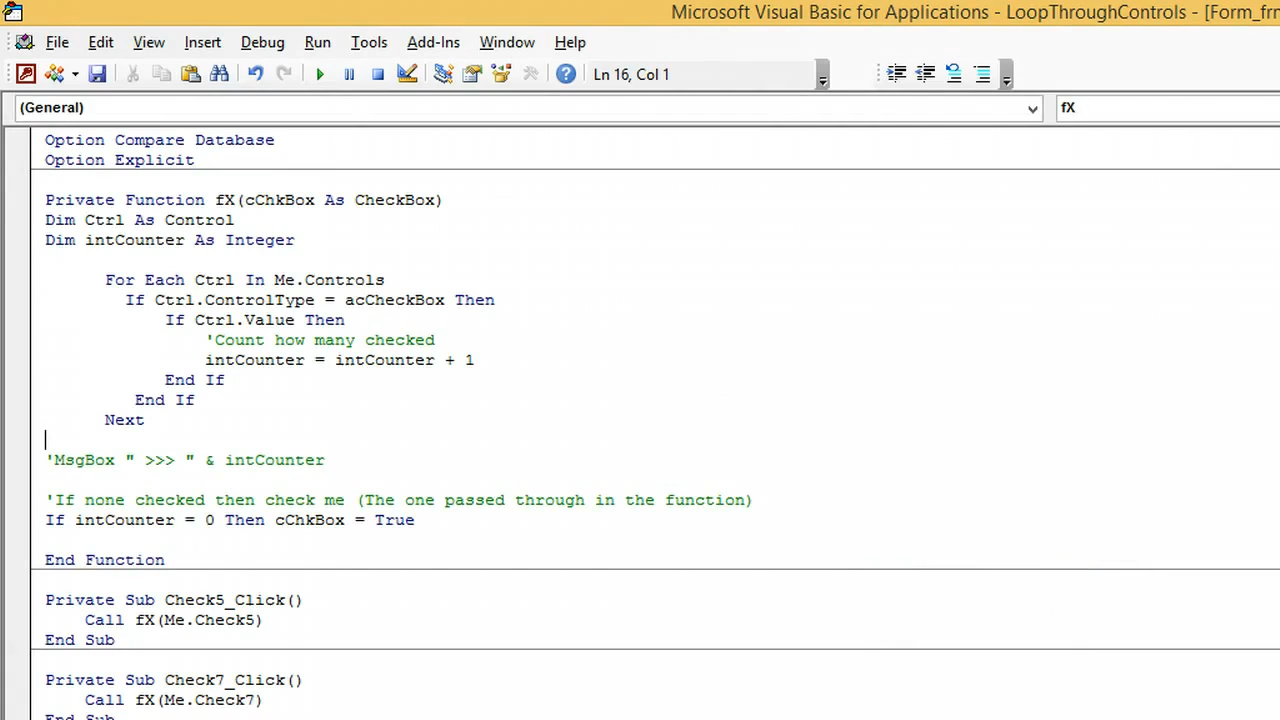 Microsoft Visual Basic for Applications - LoopThroughControls - [Form_frm
File Edit View Insert Debug Run Tools Add-Ins Window Help
Ln 16, Col 1
(General) fX
Option Compare Database
Option Explicit
Private Function fX(cChkBox As CheckBox)
Dim Ctrl As Control
Dim intCounter As Integer
For Each Ctrl In Me.Controls
If Ctrl.ControlType = acCheckBox Then
If Ctrl.Value Then
'Count how many checked
intCounter = intCounter + 1
End If
End If
Next
'MsgBox " >>> " & intCounter
'If none checked then check me (The one passed through in the function)
If intCounter = 0 Then cChkBox = True
End Function
Private Sub Check5_Click()
Call fX(Me.Check5)
End Sub
Private Sub Check7_Click()
Call fX(Me.Check7)
End Sub